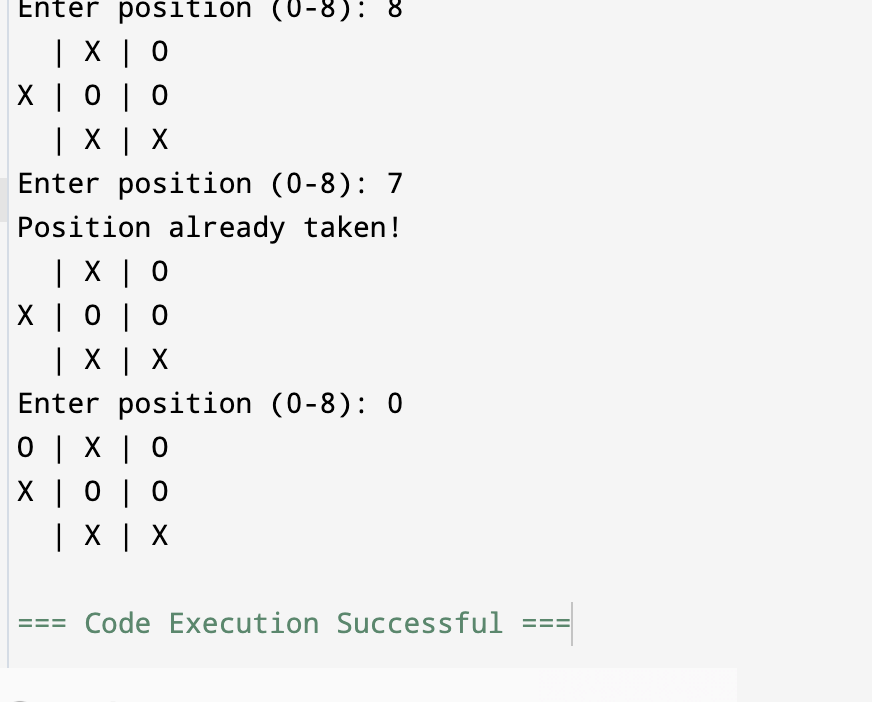 Enter position (0-8): 8
  | X | O
X | O | O
  | X | X
Enter position (0-8): 7
Position already taken!
  | X | O
X | O | O
  | X | X
Enter position (0-8): 0
O | X | O
X | O | O
  | X | X
=== Code Execution Successful ===